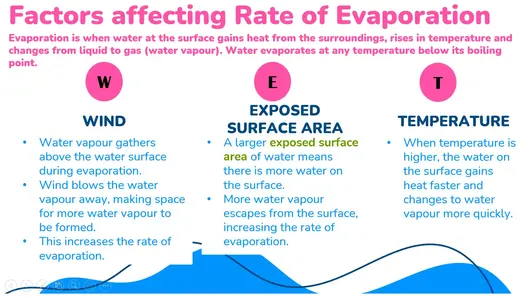 Factors affecting Rate of Evaporation
Evaporation is when water at the surface gains heat from the surroundings, rises in temperature and
changes from liquid to gas (water vapour). Water evaporates at any temperature below its boiling
point.
W
E
T
WIND
• Water vapour gathers
above the water surface
during evaporation.
• Wind blows the water
vapour away, making space
for more water vapour to
be formed.
• This increases the rate of
evaporation.
EXPOSED
SURFACE AREA
• A larger exposed surface
area of water means
there is more water on
the surface.
• More water vapour
escapes from the surface,
increasing the rate of
evaporation.
TEMPERATURE
• When temperature is
higher, the water on
the surface gains
heat faster and
changes to water
vapour more quickly.